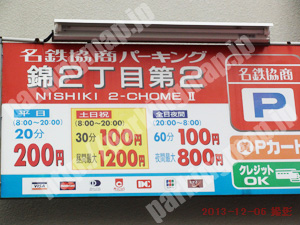 名鉄協商パーキング
錦2丁目第2
NISHIKI 2-CHOME Ⅱ
平日
(8:00~20:00)
20分
200円
土日祝
(8:00~20:00)
30分 100円
昼間最大 1200円
全日夜間
(20:00~8:00)
60分 100円
夜間最大 800円
名鉄協商
P
Pカード
クレジット
OK
VISA
DC
JCB
2013-12-05